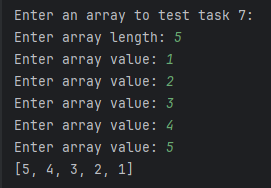 Enter an array to test task 7:
Enter array length: 5
Enter array value: 1
Enter array value: 2
Enter array value: 3
Enter array value: 4
Enter array value: 5
[5, 4, 3, 2, 1]